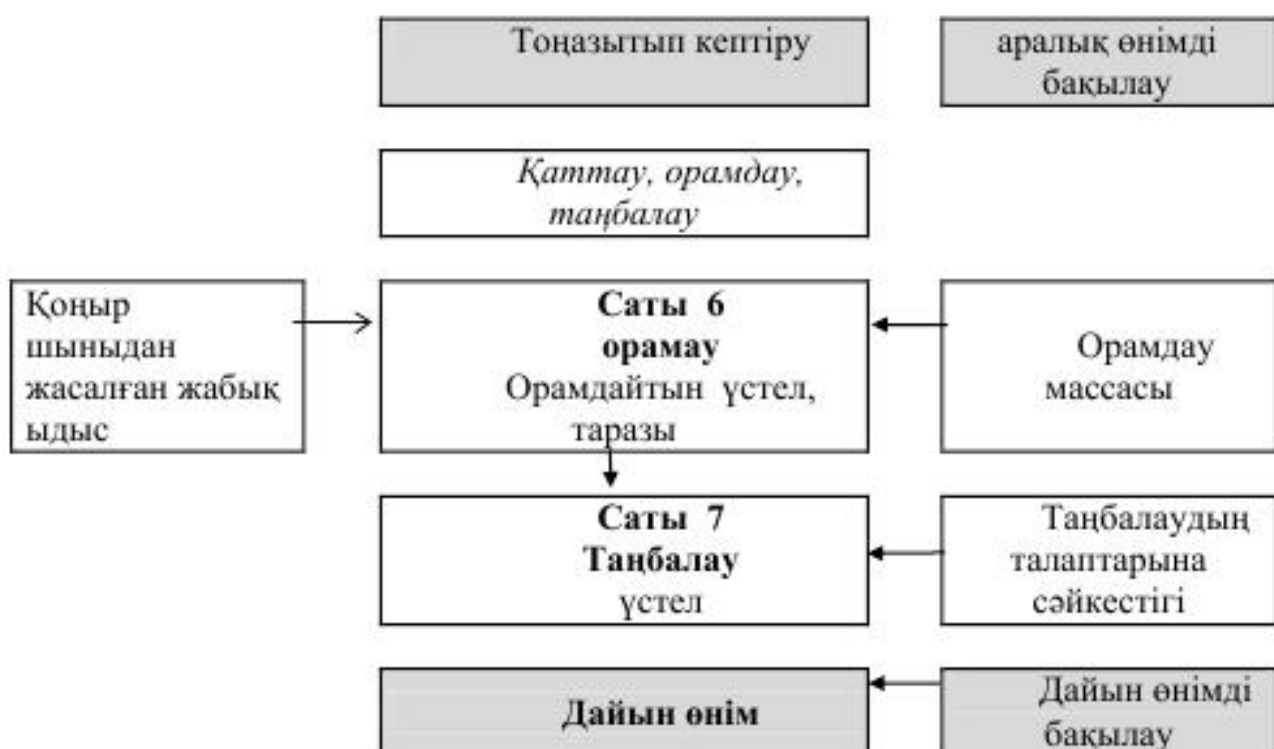 Тоңазытып кептіру
аралық өнімді
бақылау
Қаттау, орамдау,
таңбалау
Қоңыр
шыныдан
жасалған жабық
ыдыс
Саты 6
орамау
Орамдайтын үстел,
таразы
Орамдау
массасы
Саты 7
Таңбалау
үстел
Таңбалаудың
талаптарына
сәйкестігі
Дайын өнім
Дайын өнімді
бақылау